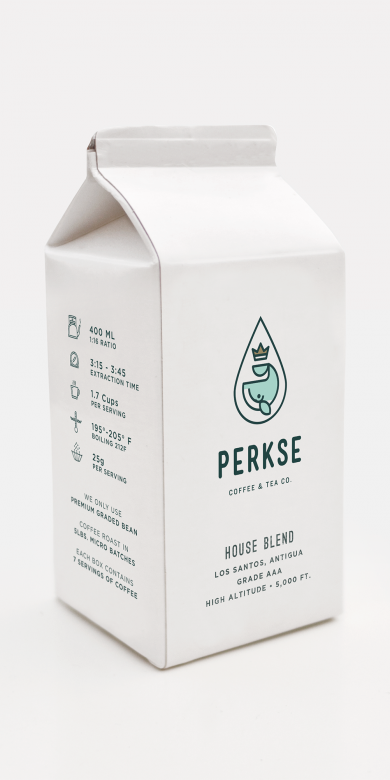 400 ML
1:16 RATIO
3:15 - 3:45
EXTRACTION TIME
1.7 Cups
PER SERVING
195°-205° F
BOILING 212F
25g
PER SERVING
WE ONLY USE
PREMIUM GRADED BEAN
COFFEE ROAST IN
5LBS. MICRO BATCHES
EACH BOX CONTAINS
7 SERVINGS OF COFFEE
PERKSE
COFFEE & TEA CO.
HOUSE BLEND
LOS SANTOS, ANTIGUA
GRADE AAA
HIGH ALTITUDE • 5,000 FT.